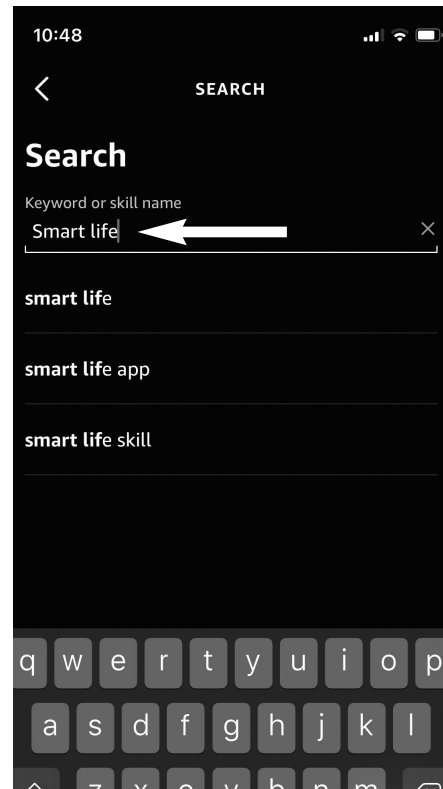 10:48
SEARCH
Search
Keyword or skill name
Smart life
smart life
smart life app
smart life skill
q w e r t y u i o p
a s d f g h j k l
z x c v b n m